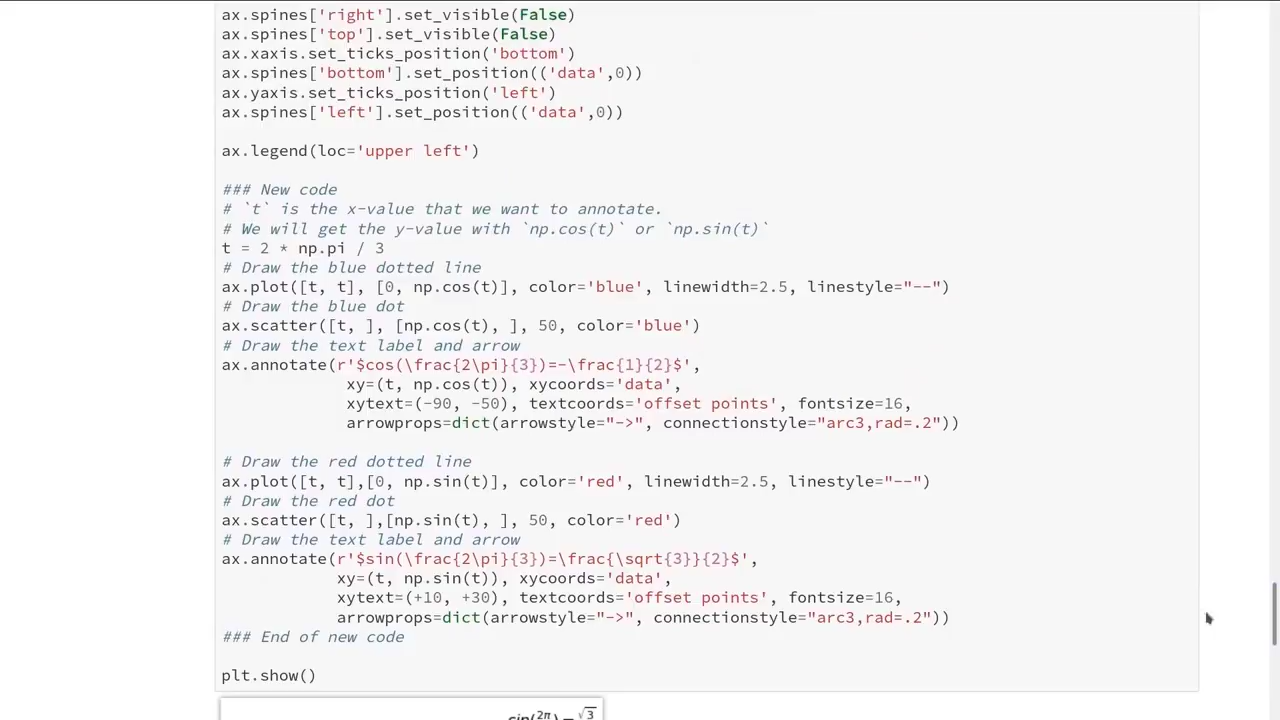 ax.spines['right'].set_visible(False)
ax.spines['top'].set_visible(False)
ax.xaxis.set_ticks_position('bottom')
ax.spines['bottom'].set_position(('data',0))
ax.yaxis.set_ticks_position('left')
ax.spines['left'].set_position(('data',0))
ax.legend(loc='upper left')
### New code
# `t` is the x-value that we want to annotate.
# We will get the y-value with `np.cos(t)` or `np.sin(t)`
t = 2 * np.pi / 3
# Draw the blue dotted line
ax.plot([t, t], [0, np.cos(t)], color='blue', linewidth=2.5, linestyle="--")
# Draw the blue dot
ax.scatter([t, ], [np.cos(t), ], 50, color='blue')
# Draw the text label and arrow
ax.annotate(r'$cos(\frac{2\pi}{3})=-\frac{1}{2}$',
             xy=(t, np.cos(t)), xycoords='data',
             xytext=(-90, -50), textcoords='offset points', fontsize=16,
             arrowprops=dict(arrowstyle="->", connectionstyle="arc3,rad=.2"))
# Draw the red dotted line
ax.plot([t, t],[0, np.sin(t)], color='red', linewidth=2.5, linestyle="--")
# Draw the red dot
ax.scatter([t, ],[np.sin(t), ], 50, color='red')
# Draw the text label and arrow
ax.annotate(r'$sin(\frac{2\pi}{3})=\frac{\sqrt{3}}{2}$',
            xy=(t, np.sin(t)), xycoords='data',
            xytext=(+10, +30), textcoords='offset points', fontsize=16,
            arrowprops=dict(arrowstyle="->", connectionstyle="arc3,rad=.2"))
### End of new code
plt.show()